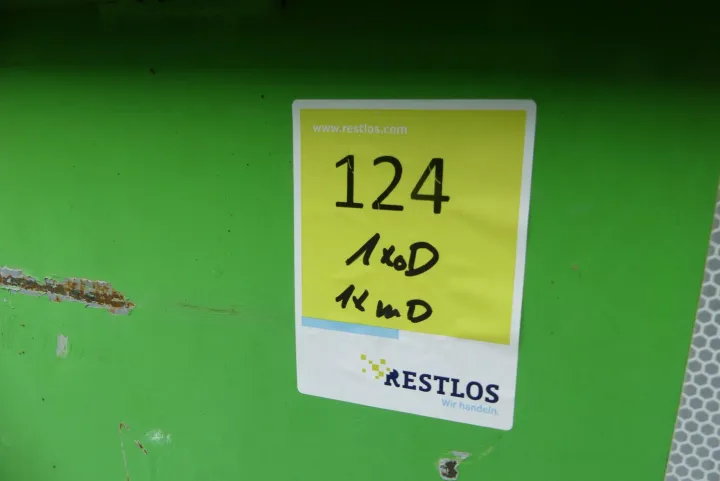 www.restlos.com
124
1xoD
1xmD
RESTLOS
Wir handeln.